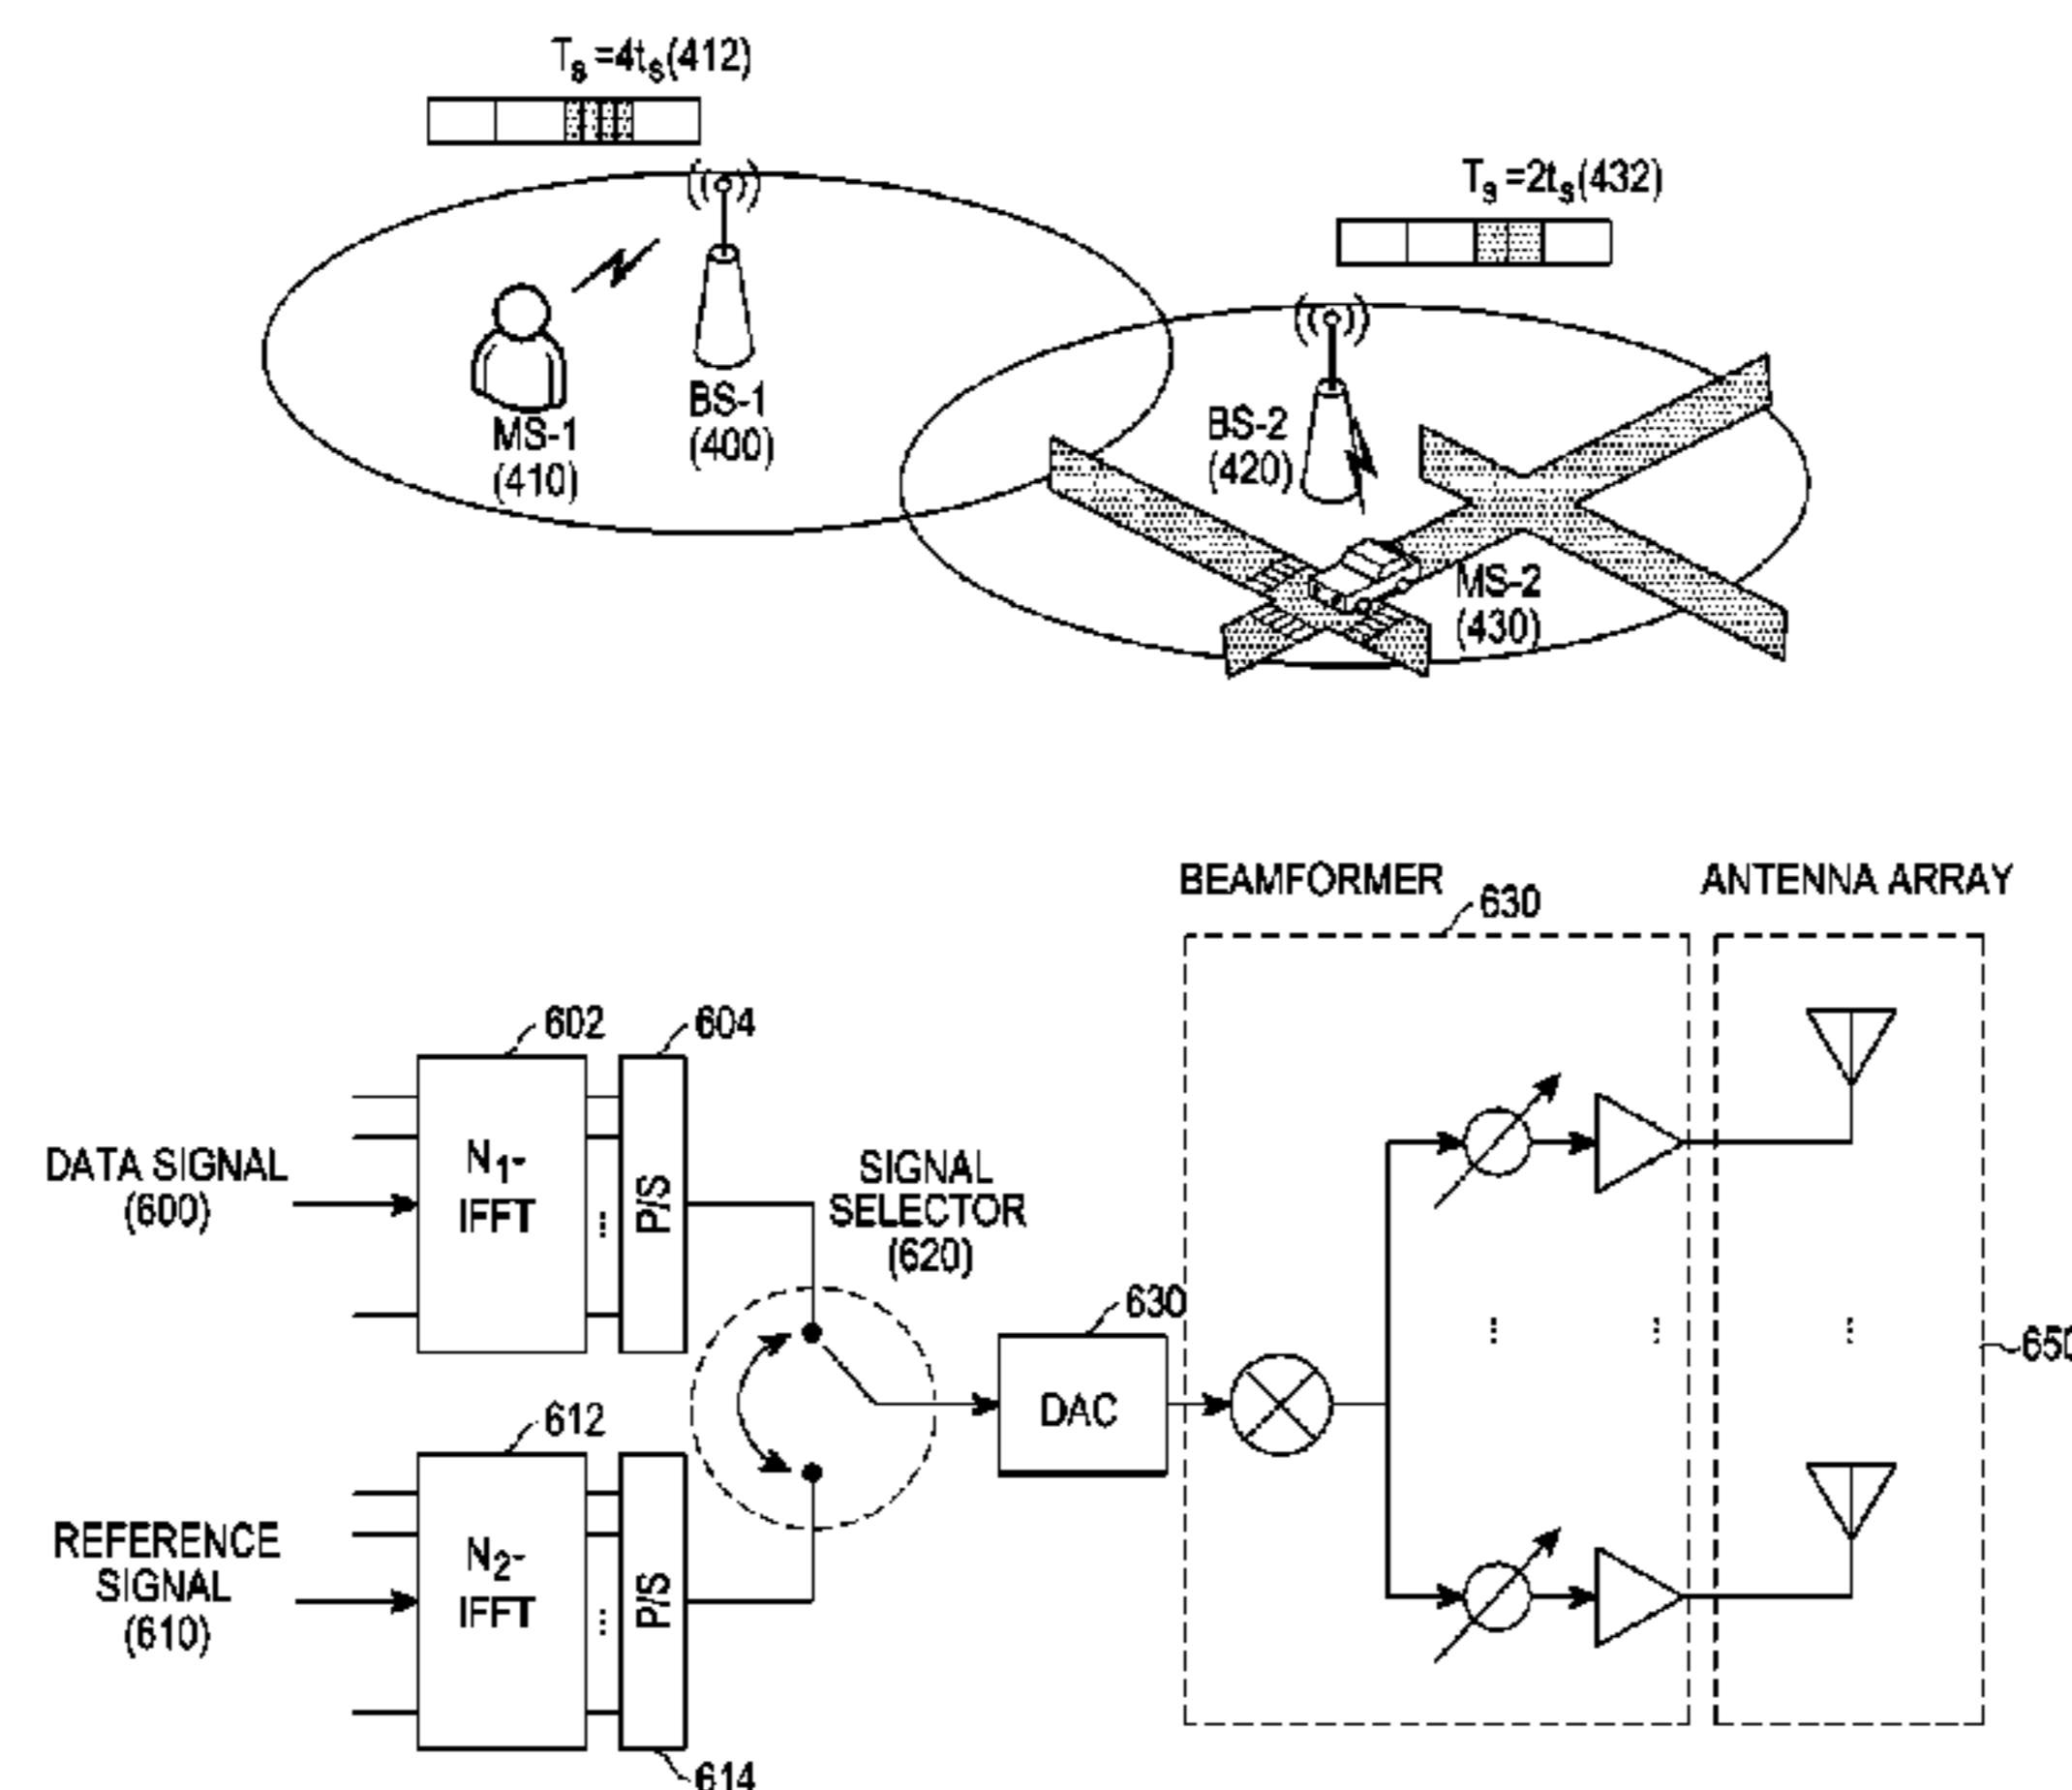 Ts =4ts(412)
Ts =2ts(432)
BS-1
(400)
MS-1
(410)
BS-2
(420)
MS-2
(430)
BEAMFORMER
630
ANTENNA ARRAY
602
604
DATA SIGNAL
(600)
N1-
IFFT
P/S
SIGNAL
SELECTOR
(620)
630
DAC
650
612
REFERENCE
SIGNAL
(610)
N2-
IFFT
P/S
614